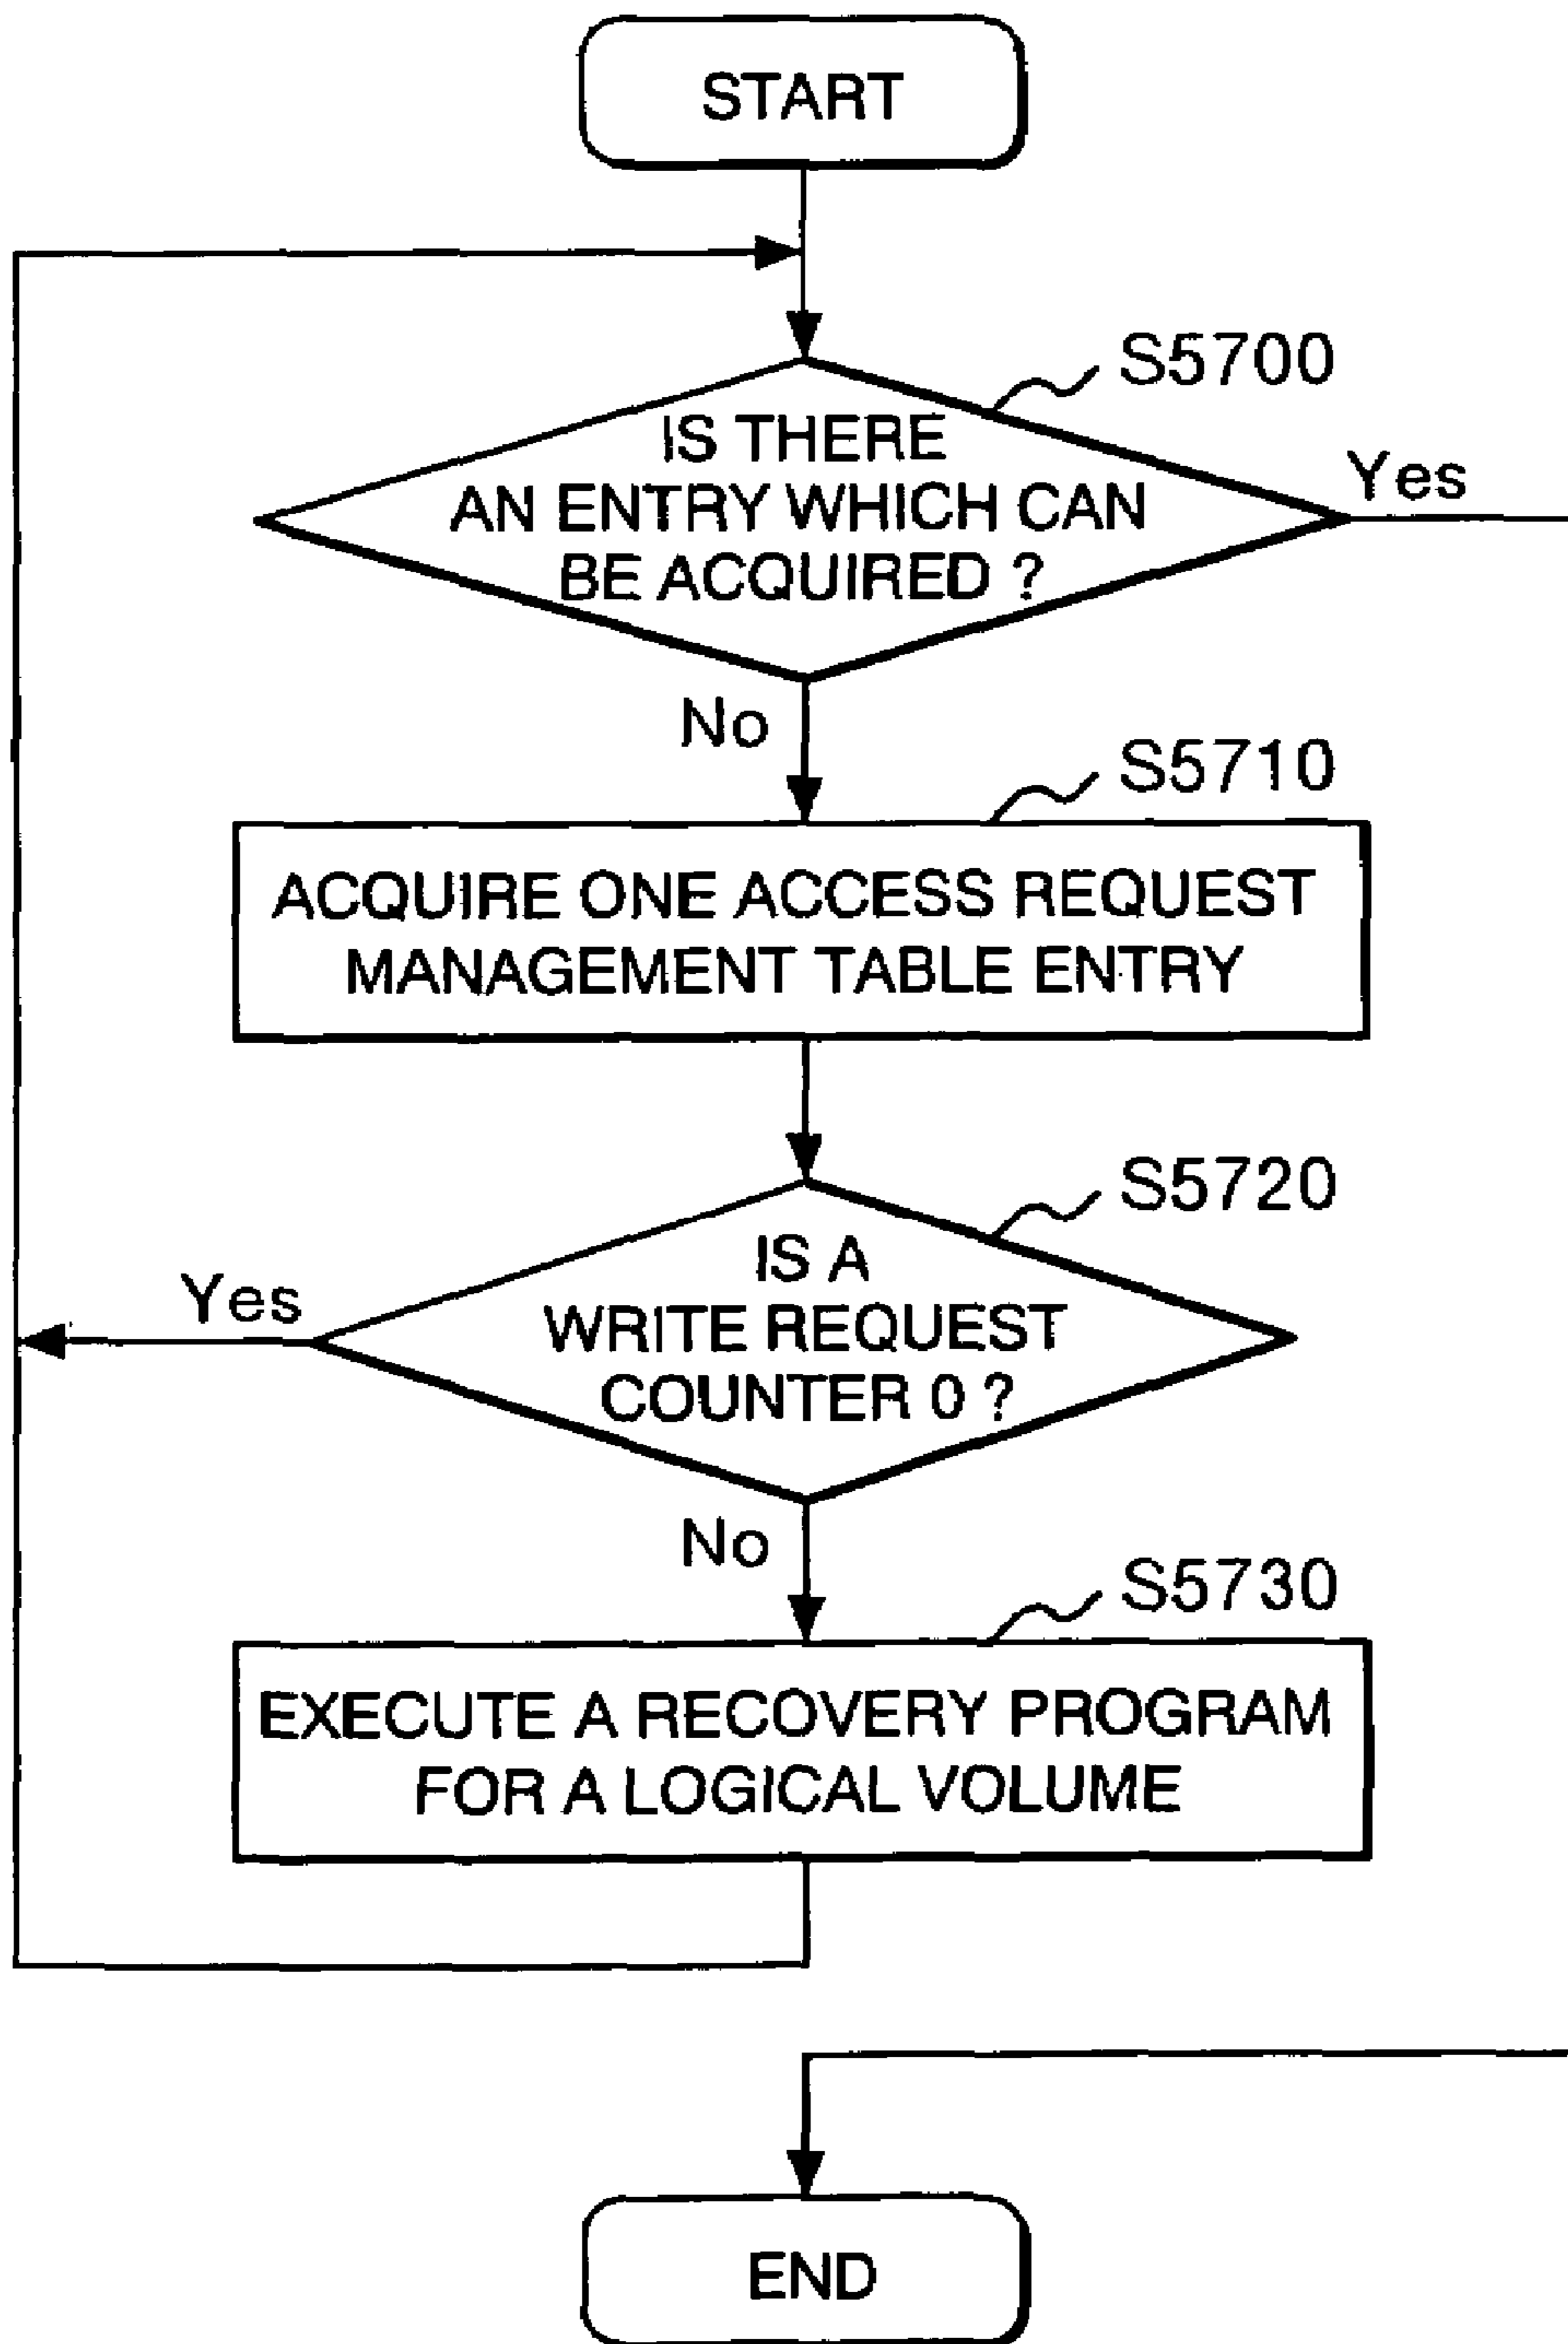 START
S5700
IS THERE
AN ENTRY WHICH CAN
BE ACQUIRED ?
Yes
No
S5710
ACQUIRE ONE ACCESS REQUEST
MANAGEMENT TABLE ENTRY
S5720
IS A
WRITE REQUEST
COUNTER 0 ?
Yes
No
S5730
EXECUTE A RECOVERY PROGRAM
FOR A LOGICAL VOLUME
END